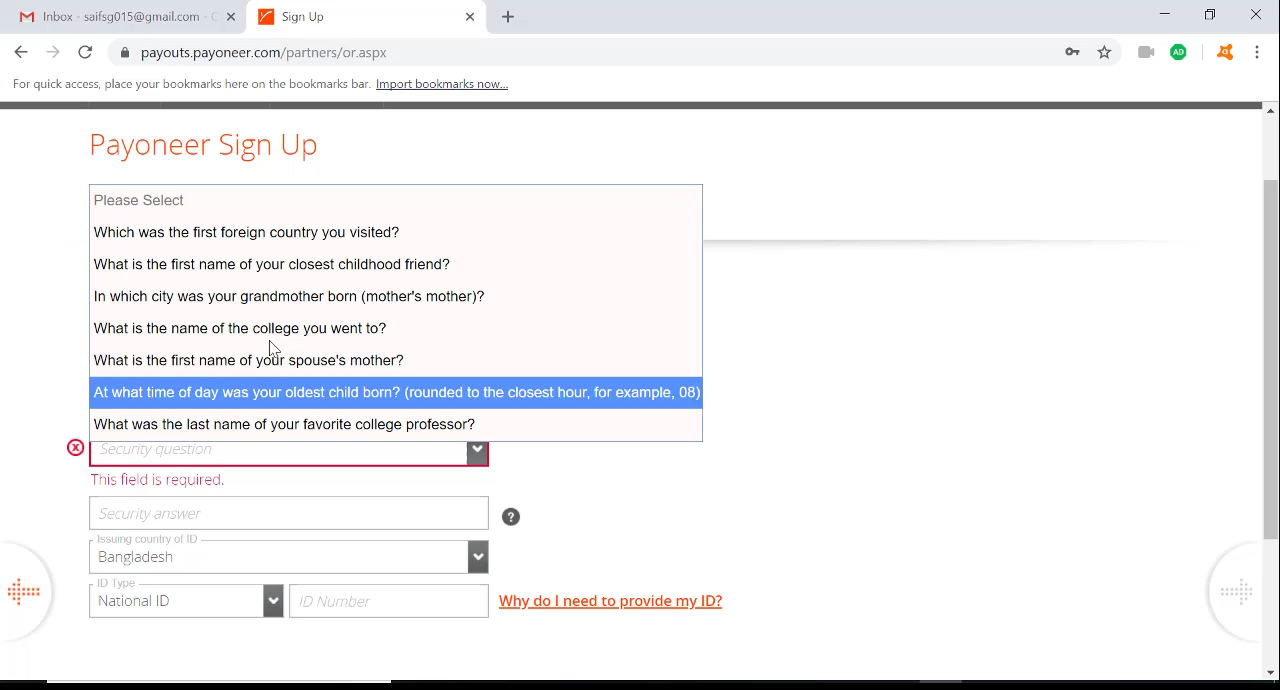 Inbox - saifsg015@gmail.com - G
Sign Up
payouts.payoneer.com/partners/or.aspx
AD
For quick access, place your bookmarks here on the bookmarks bar. Import bookmarks now...
Payoneer Sign Up
Please Select
Which was the first foreign country you visited?
What is the first name of your closest childhood friend?
In which city was your grandmother born (mother's mother)?
What is the name of the college you went to?
What is the first name of your spouse's mother?
At what time of day was your oldest child born? (rounded to the closest hour, for example, 08)
What was the last name of your favorite college professor?
Security question
This field is required.
Security answer
?
Issuing country of ID
Bangladesh
ID Type
National ID
ID Number
Why do I need to provide my ID?